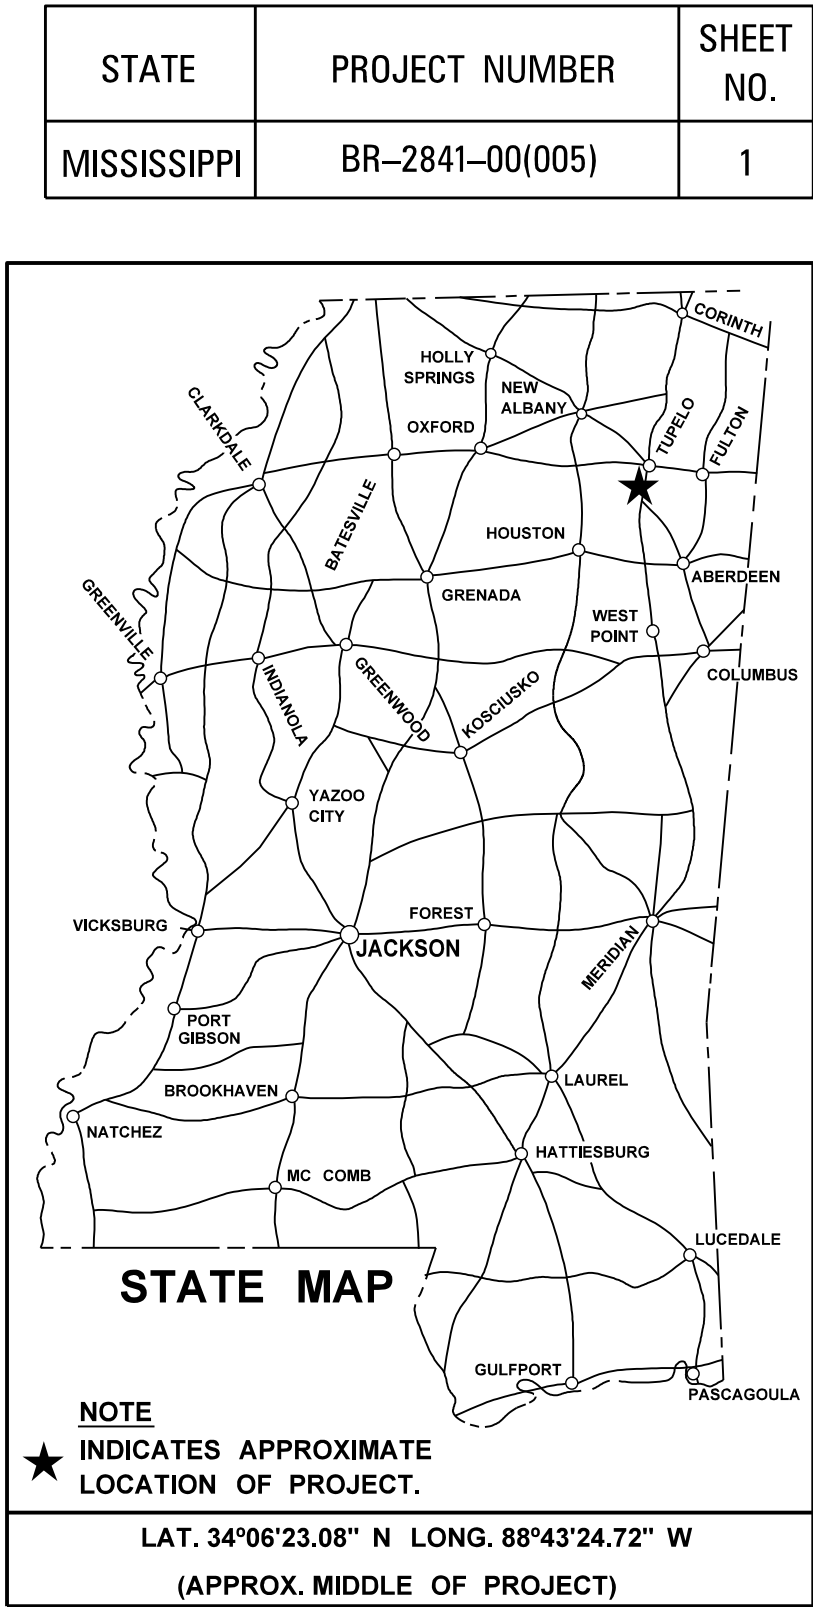 STATE
PROJECT NUMBER
SHEET
NO.
MISSISSIPPI
BR–2841–00(005)
1
CORINTH
HOLLY
SPRINGS
NEW
ALBANY
CLARKDALE
OXFORD
TUPELO
FULTON
BATESVILLE
HOUSTON
ABERDEEN
GRENADA
GREENVILLE
WEST
POINT
COLUMBUS
INDIANOLA
GREENWOOD
KOSCIUSKO
YAZOO
CITY
VICKSBURG
FOREST
JACKSON
MERIDIAN
PORT
GIBSON
BROOKHAVEN
LAUREL
NATCHEZ
HATTIESBURG
MC COMB
LUCEDALE
STATE MAP
GULFPORT
PASCAGOULA
NOTE
INDICATES APPROXIMATE
LOCATION OF PROJECT.
LAT. 34º06'23.08" N LONG. 88º43'24.72" W
(APPROX. MIDDLE OF PROJECT)